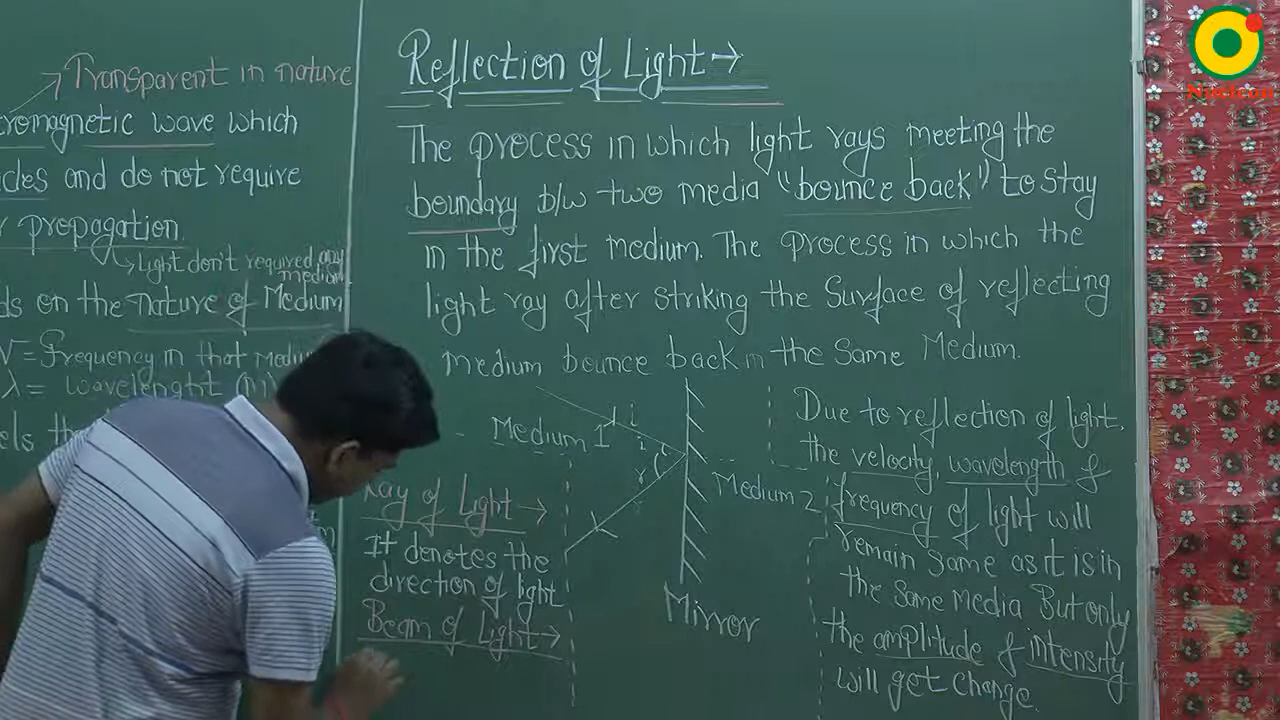 Transparent in nature
romagnetic wave which
cles and do not require
propagation
Light don't required any
medium
ds on the nature of Medium
V = Frequency in that
λ = wavelenght
els
Reflection of Light →
The process in which light rays meeting the
boundary b/w two media "bounce back" to stay
in the first medium. The process in which the
light ray after striking the Surface of reflecting
medium bounce back in the Same Medium.
Medium I
i
i
r
Medium 2
Mirror
Ray of Light →
It denotes the
direction of light
Beam of Light →
Due to reflection of light,
the velocity, wavelength &
frequency of light will
remain same as it is in
the same media But only
the amplitude & intensity
will get change.
Nucleon